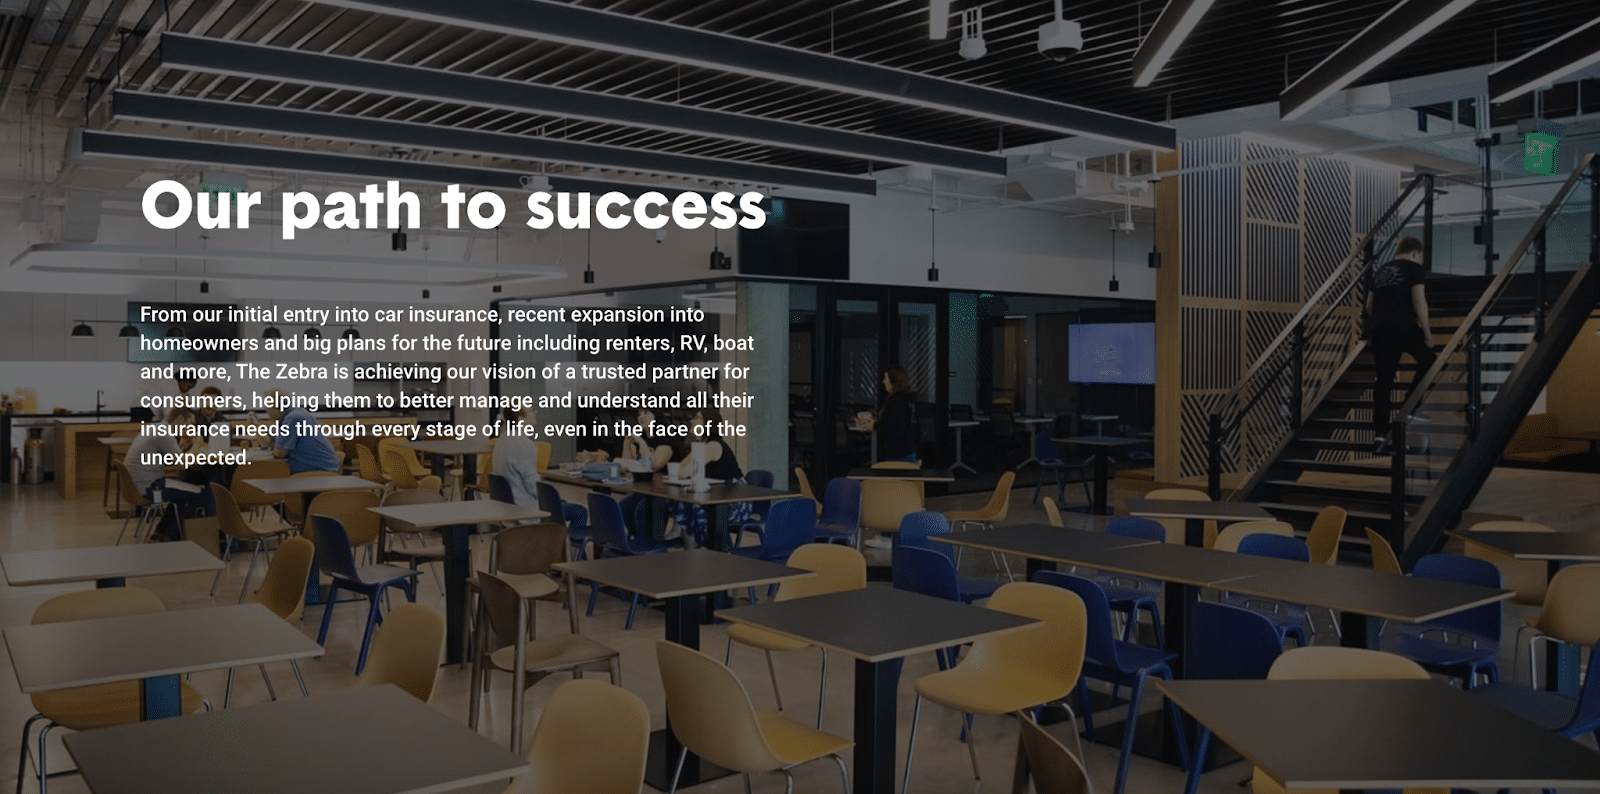 Our path to success
From our initial entry into car insurance, recent expansion into
homeowners and big plans for the future including renters, RV, boat
and more, The Zebra is achieving our vision of a trusted partner for
consumers, helping them to better manage and understand all their
insurance needs through every stage of life, even in the face of the
unexpected.